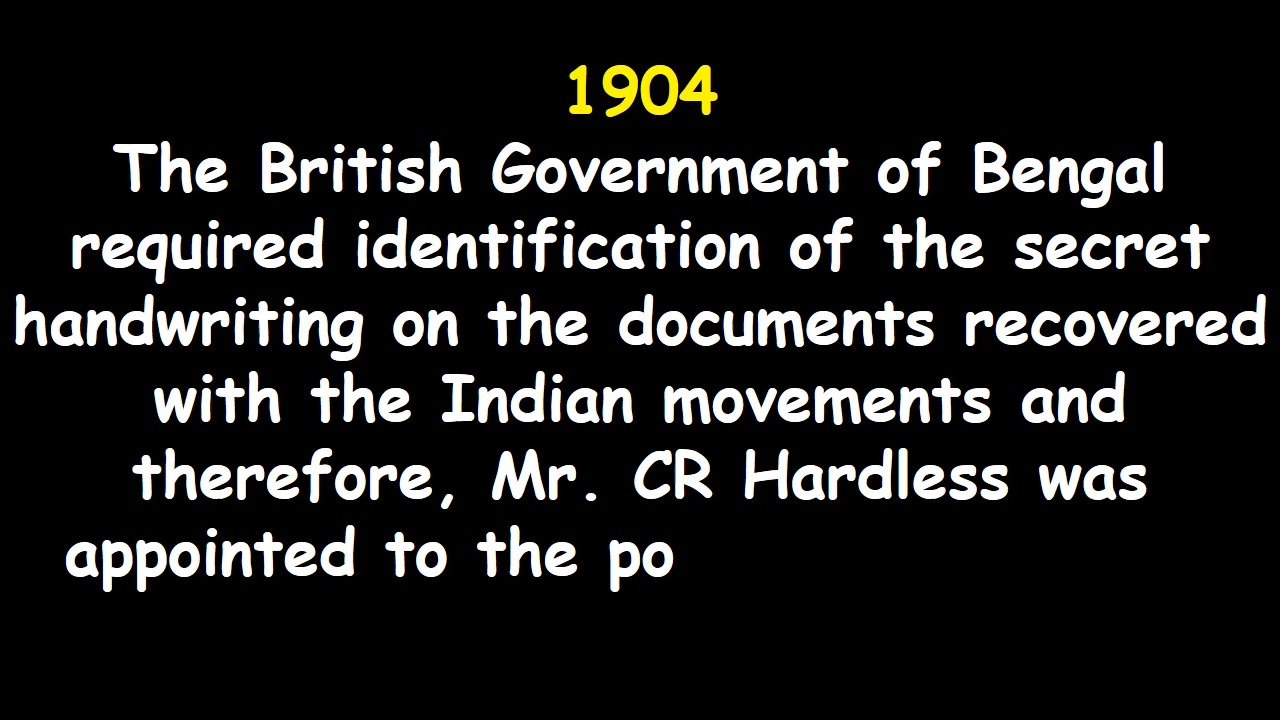 1904
The British Government of Bengal
required identification of the secret
handwriting on the documents recovered
with the Indian movements and
therefore, Mr. CR Hardless was
appointed to the po